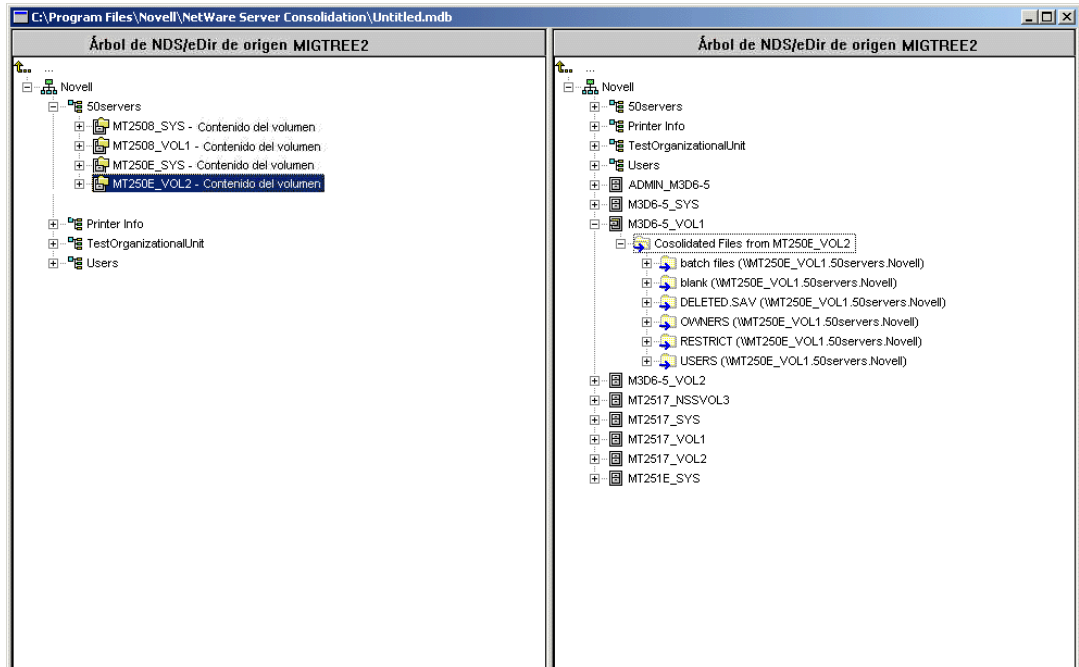 C:\Program Files\Novell\NetWare Server Consolidation\Untitled.mdb
Árbol de NDS/eDir de origen MIGTREE2
...
Novell
50servers
MT2508_SYS - Contenido del volumen
MT2508_VOL1 - Contenido del volumen
MT250E_SYS - Contenido del volumen
MT250E_VOL2 - Contenido del volumen
Printer Info
TestOrganizationalUnit
Users
Árbol de NDS/eDir de origen MIGTREE2
...
Novell
50servers
Printer Info
TestOrganizationalUnit
Users
ADMIN_M3D6-5
M3D6-5_SYS
M3D6-5_VOL1
Cosolidated Files from MT250E_VOL2
batch files (\\MT250E_VOL1.50servers.Novell)
blank (\\MT250E_VOL1.50servers.Novell)
DELETED.SAV (\\MT250E_VOL1.50servers.Novell)
OWNERS (\\MT250E_VOL1.50servers.Novell)
RESTRICT (\\MT250E_VOL1.50servers.Novell)
USERS (\\MT250E_VOL1.50servers.Novell)
M3D6-5_VOL2
MT2517_NSSVOL3
MT2517_SYS
MT2517_VOL1
MT2517_VOL2
MT251E_SYS